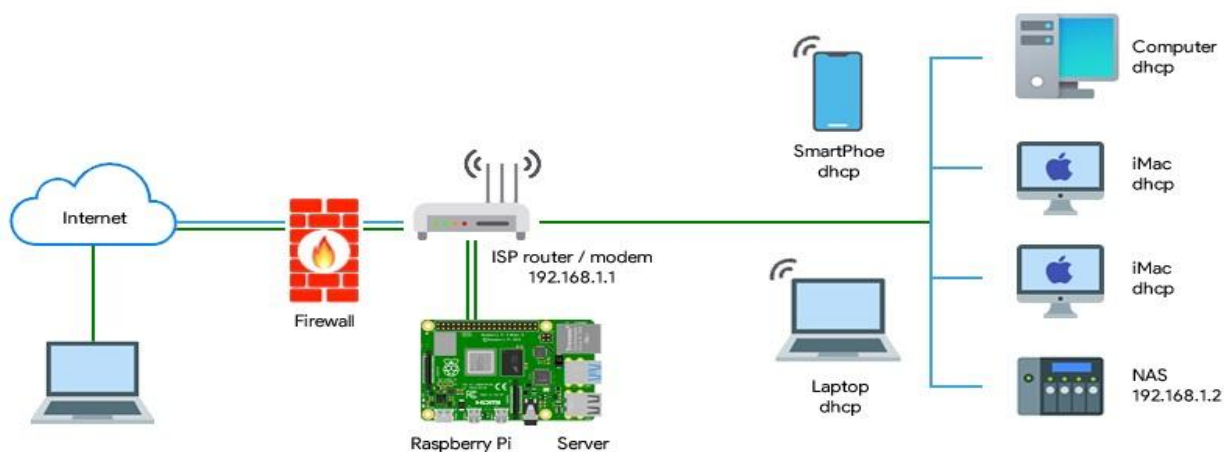 Internet
Firewall
ISP router / modem
192.168.1.1
Raspberry Pi Server
SmartPhoe
dhcp
Laptop
dhcp
Computer
dhcp
iMac
dhcp
iMac
dhcp
NAS
192.168.1.2
HDMI